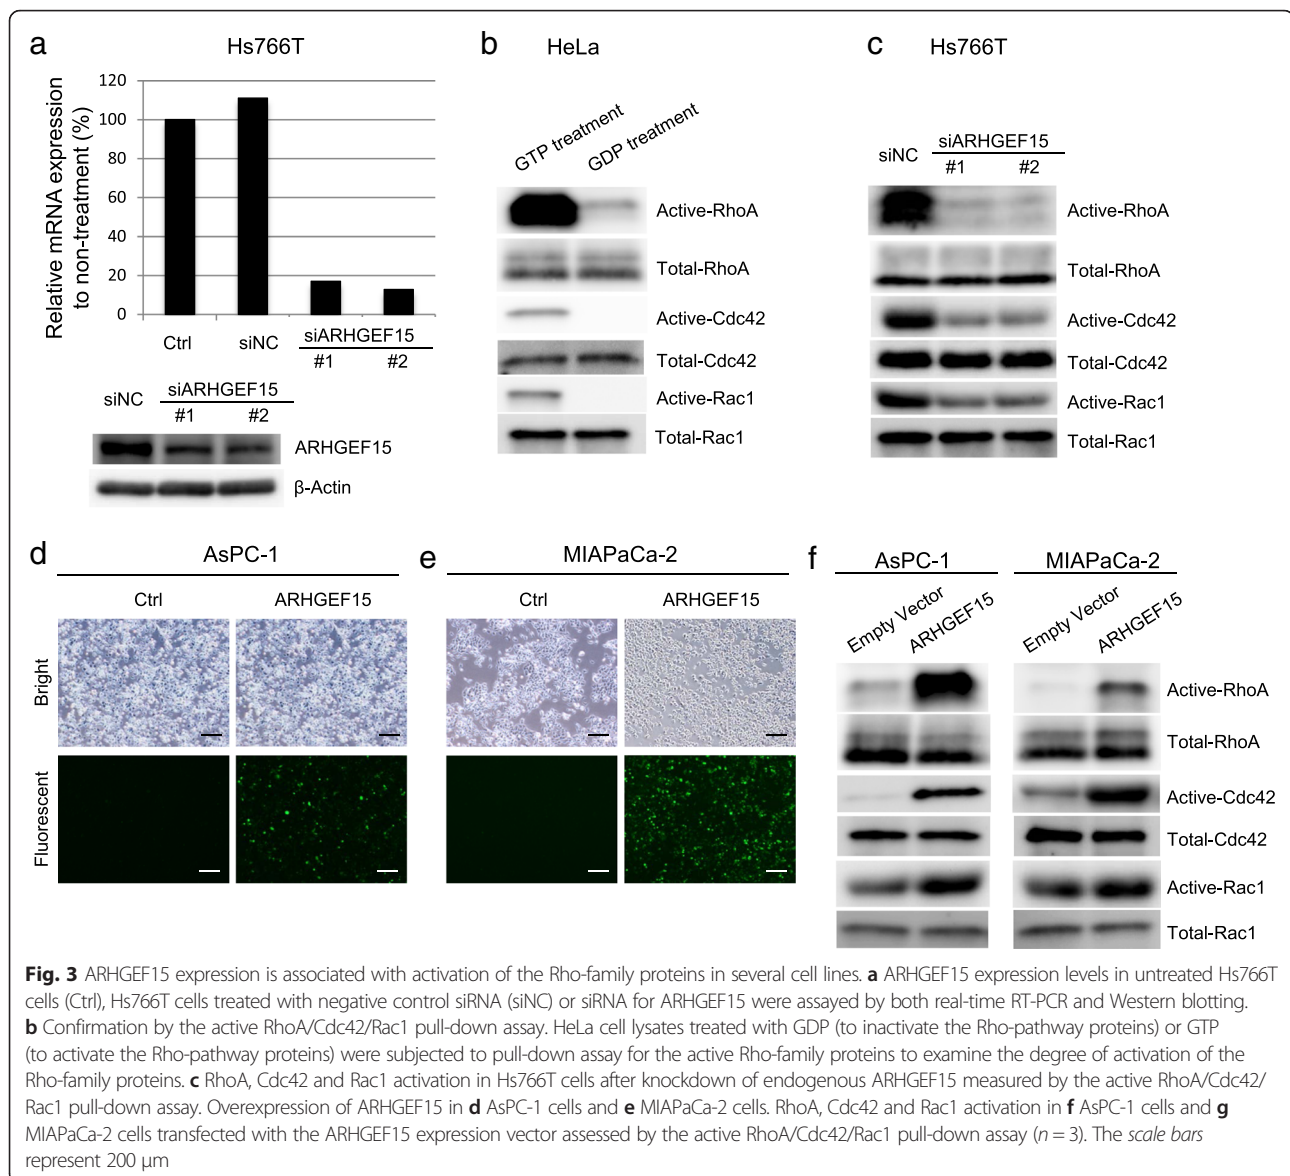 a
Hs766T
Relative mRNA expression
to non-treatment (%)
120
100
80
60
40
20
0
Ctrl
siNC
siARHGEF15
#1
#2
siNC
siARHGEF15
#1
#2
ARHGEF15
β-Actin
b
HeLa
GTP treatment
GDP treatment
Active-RhoA
Total-RhoA
Active-Cdc42
Total-Cdc42
Active-Rac1
Total-Rac1
c
Hs766T
siNC
siARHGEF15
#1
#2
Active-RhoA
Total-RhoA
Active-Cdc42
Total-Cdc42
Active-Rac1
Total-Rac1
d
AsPC-1
Ctrl
ARHGEF15
Bright
Fluorescent
e
MIAPaCa-2
Ctrl
ARHGEF15
f
AsPC-1
MIAPaCa-2
Empty Vector
ARHGEF15
Empty Vector
ARHGEF15
Active-RhoA
Total-RhoA
Active-Cdc42
Total-Cdc42
Active-Rac1
Total-Rac1
Fig. 3 ARHGEF15 expression is associated with activation of the Rho-family proteins in several cell lines. a ARHGEF15 expression levels in untreated Hs766T
cells (Ctrl), Hs766T cells treated with negative control siRNA (siNC) or siRNA for ARHGEF15 were assayed by both real-time RT-PCR and Western blotting.
b Confirmation by the active RhoA/Cdc42/Rac1 pull-down assay. HeLa cell lysates treated with GDP (to inactivate the Rho-pathway proteins) or GTP
(to activate the Rho-pathway proteins) were subjected to pull-down assay for the active Rho-family proteins to examine the degree of activation of the
Rho-family proteins. c RhoA, Cdc42 and Rac1 activation in Hs766T cells after knockdown of endogenous ARHGEF15 measured by the active RhoA/Cdc42/
Rac1 pull-down assay. Overexpression of ARHGEF15 in d AsPC-1 cells and e MIAPaCa-2 cells. RhoA, Cdc42 and Rac1 activation in f AsPC-1 cells and g
MIAPaCa-2 cells transfected with the ARHGEF15 expression vector assessed by the active RhoA/Cdc42/Rac1 pull-down assay (n = 3). The scale bars
represent 200 μm